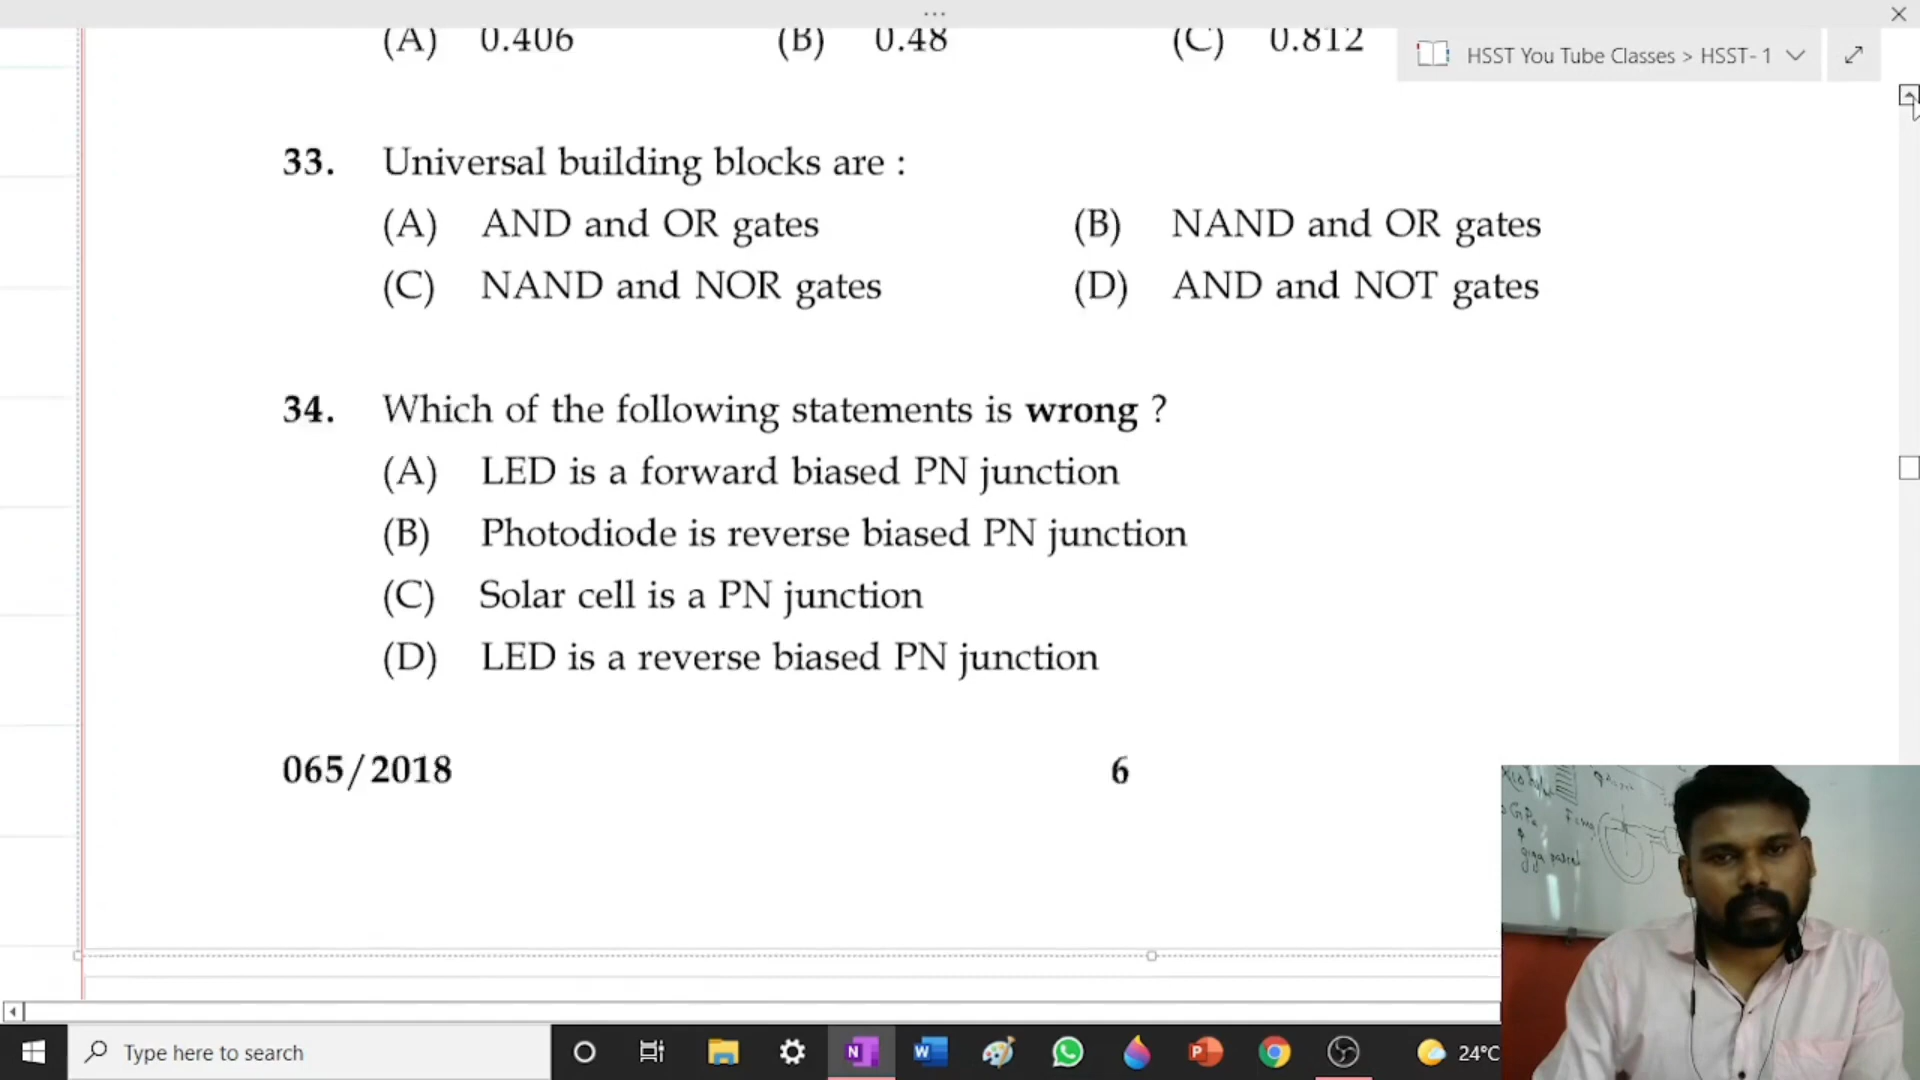 (A) 0.406 (B) 0.48 (C) 0.812
HSST You Tube Classes > HSST- 1
33. Universal building blocks are :
(A) AND and OR gates (B) NAND and OR gates
(C) NAND and NOR gates (D) AND and NOT gates
34. Which of the following statements is wrong ?
(A) LED is a forward biased PN junction
(B) Photodiode is reverse biased PN junction
(C) Solar cell is a PN junction
(D) LED is a reverse biased PN junction
065/2018 6
giga pascal
Type here to search
24°C